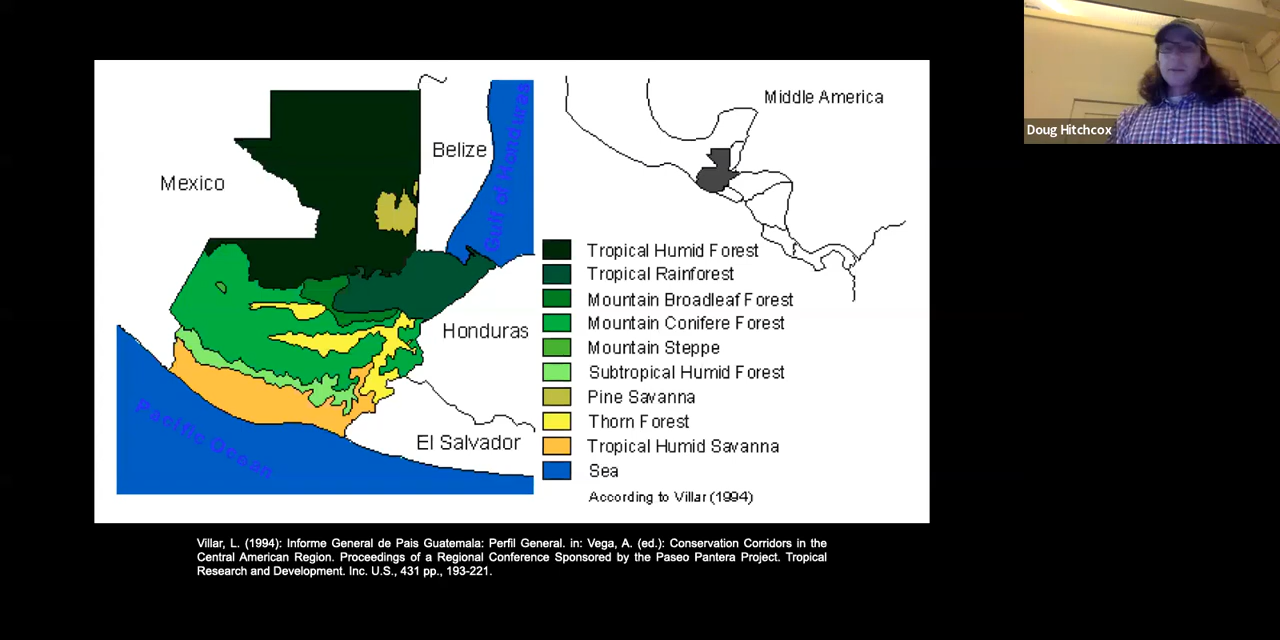 Middle America
Doug Hitchcox
Belize
Gulf of Honduras
Mexico
Tropical Humid Forest
Tropical Rainforest
Mountain Broadleaf Forest
Mountain Conifere Forest
Honduras
Mountain Steppe
Subtropical Humid Forest
Pine Savanna
Thorn Forest
Pacific Ocean
El Salvador
Tropical Humid Savanna
Sea
According to Villar (1994)
Villar, L. (1994): Informe General de Pais Guatemala: Perfil General. in: Vega, A. (ed.): Conservation Corridors in the
Central American Region. Proceedings of a Regional Conference Sponsored by the Paseo Pantera Project. Tropical
Research and Development. Inc. U.S., 431 pp., 193-221.